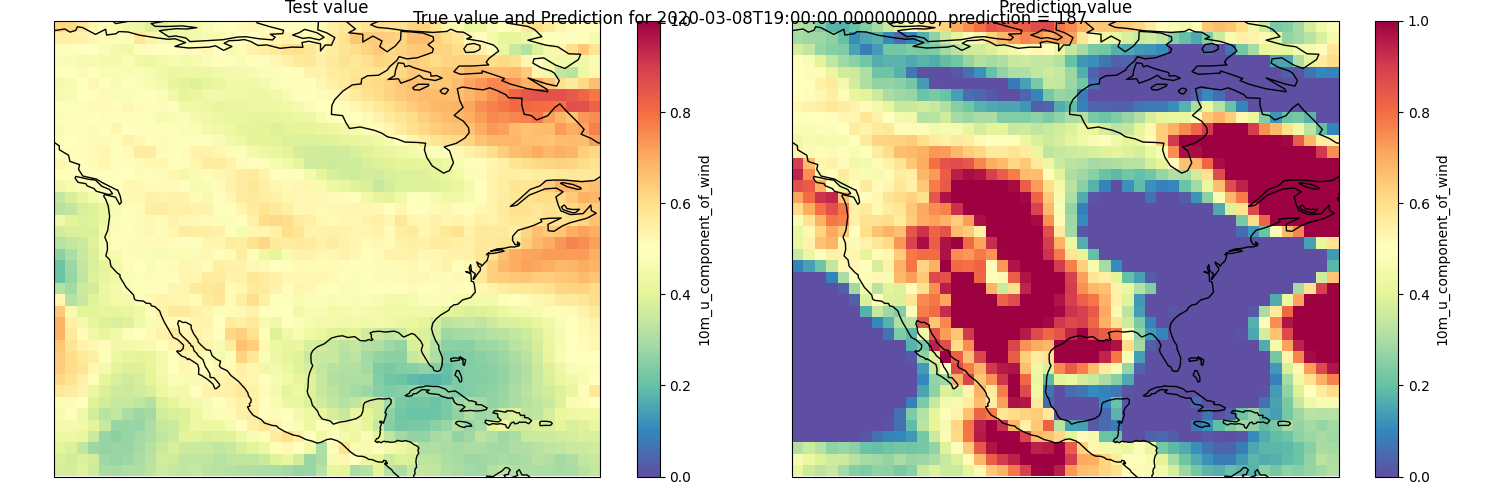 Test value
Prediction value
True value and Prediction for 2020-03-08T19:00:00.000000000, prediction = 187
1.0
0.8
0.6
0.4
0.2
0.0
10m_u_component_of_wind
1.0
0.8
0.6
0.4
0.2
0.0
10m_u_component_of_wind